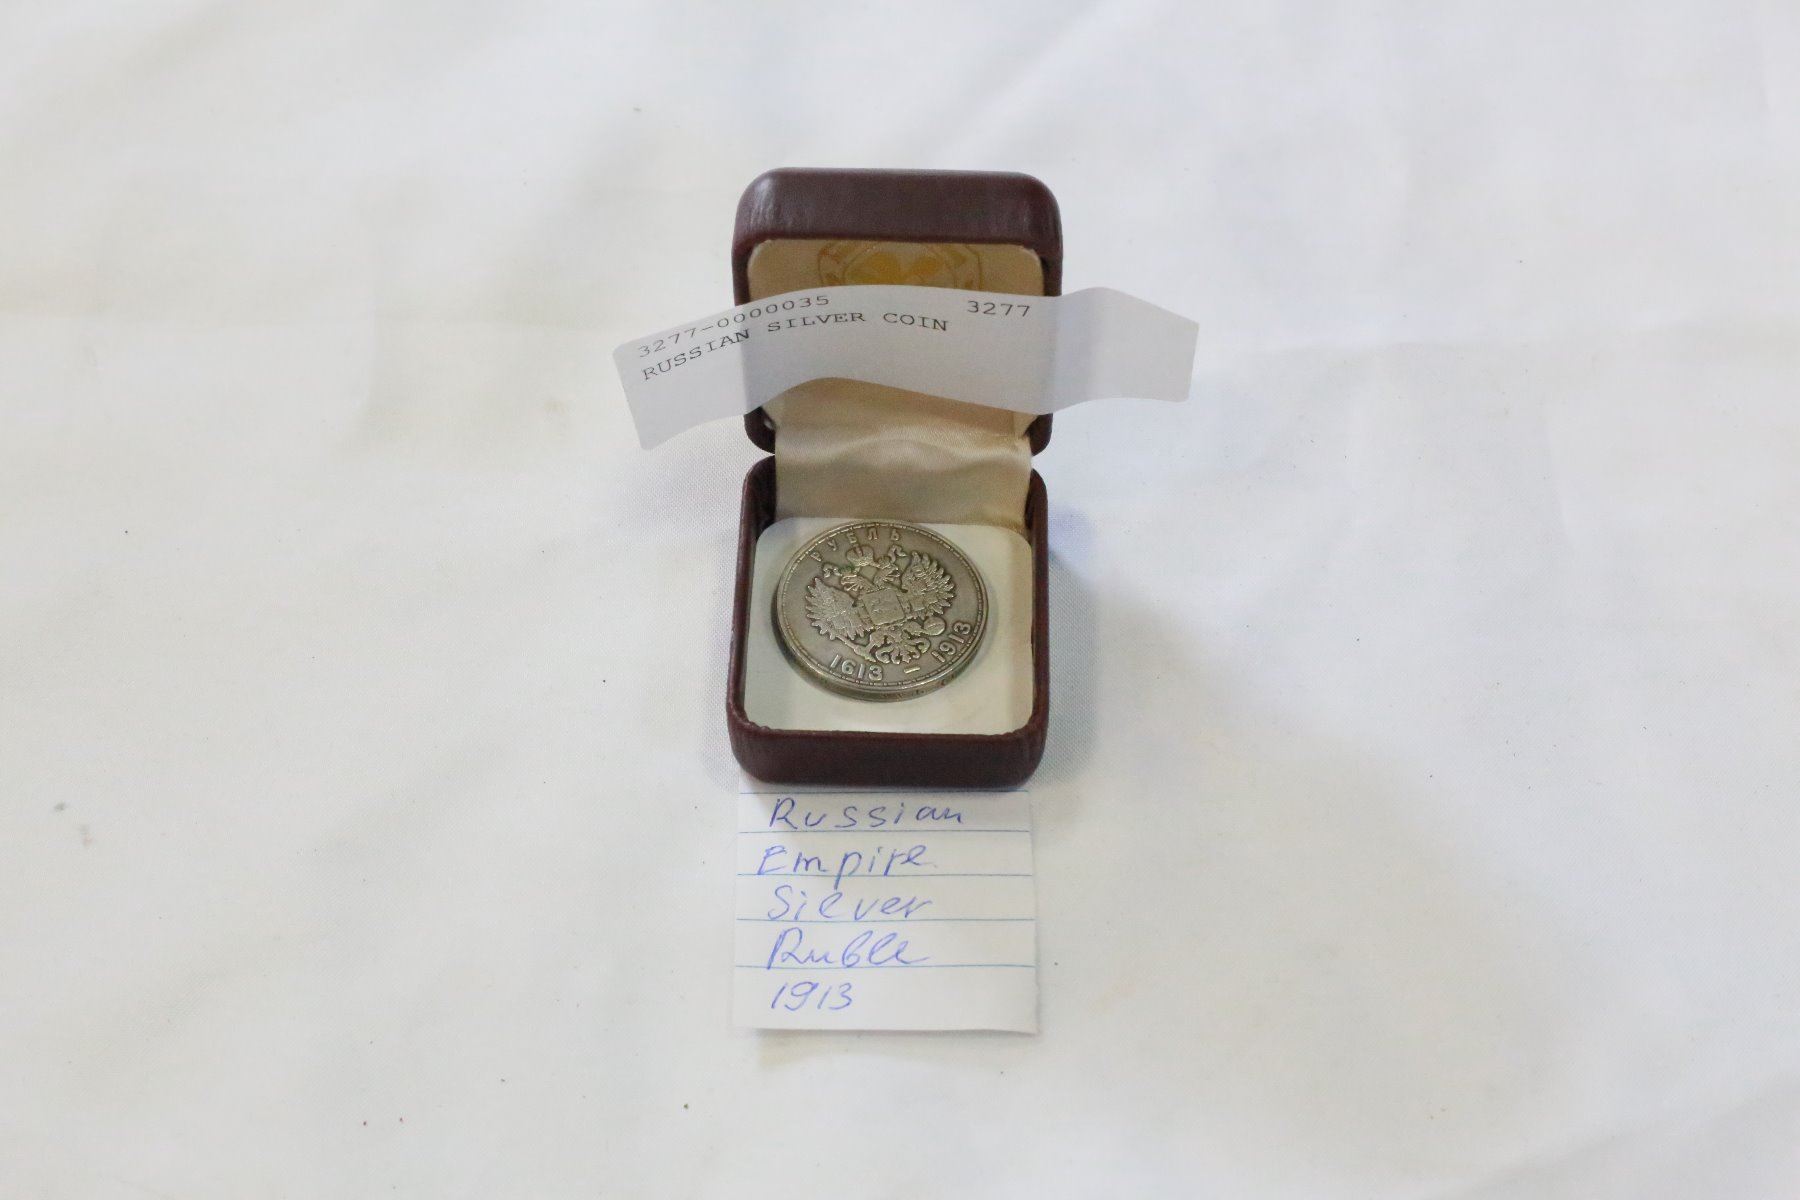 3277-0000035 3277
RUSSIAN SILVER COIN
РУБЛЬ
1613 - 1913
Russian
Empire
Silver
Ruble
1913